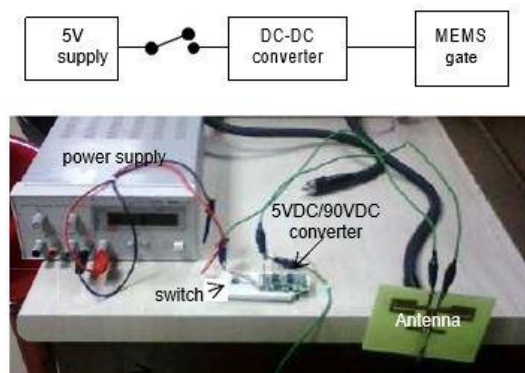 5V
supply
DC-DC
converter
MEMS
gate
power supply
5VDC/90VDC
converter
switch
Antenna